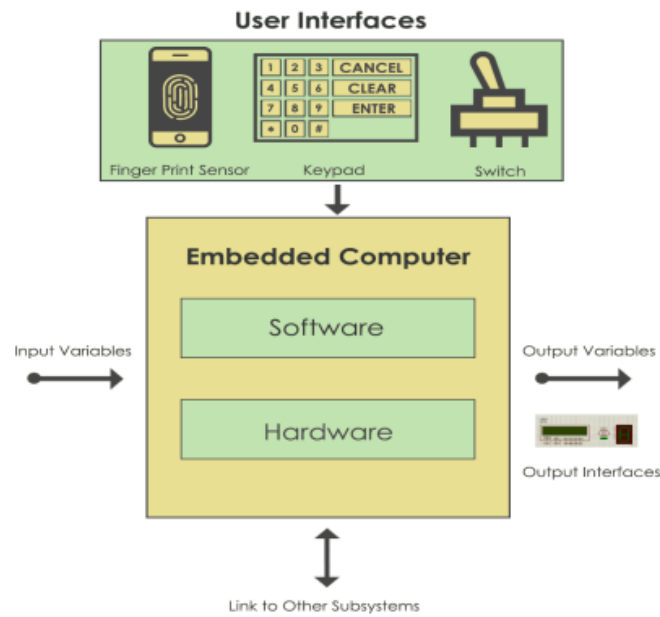 User Interfaces
1 2 3 CANCEL
4 5 6 CLEAR
7 8 9 ENTER
* 0 #
Finger Print Sensor Keypad Switch
Embedded Computer
Software
Input Variables
Output Variables
Hardware
Output Interfaces
Link to Other Subsystems